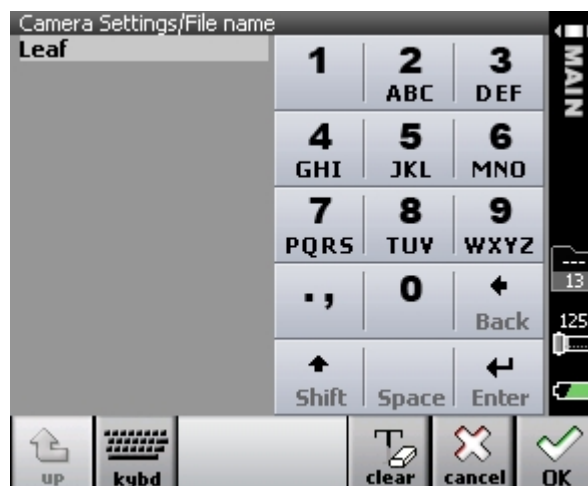 Camera Settings/File name
Leaf
1 2 3
ABC DEF
4 5 6
GHI JKL MNO
7 8 9
PQRS TUV WXYZ
., 0
Back
Shift Space Enter
MAIN
---
13
125
up kybd clear cancel OK